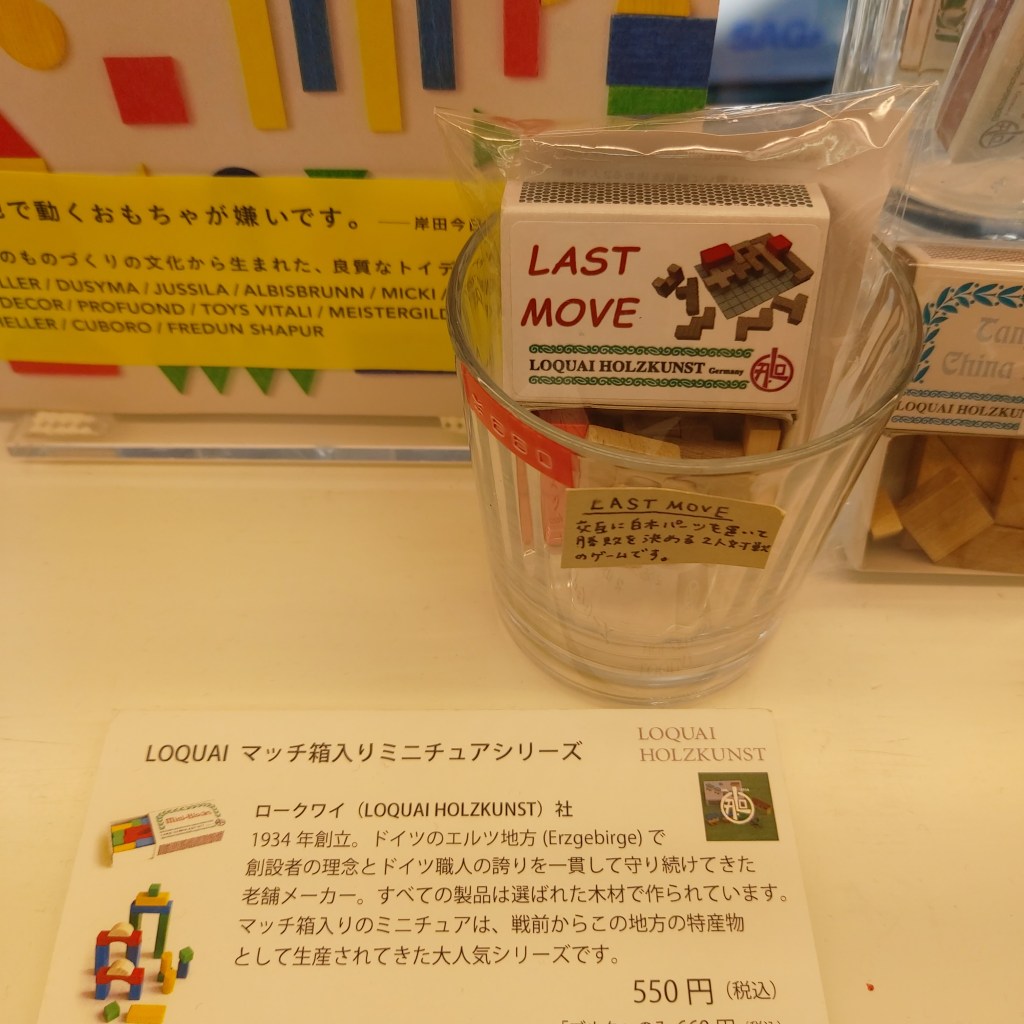 で動くおもちゃが嫌いです。 ——岸田今
のものづくりの文化から生まれた、良質なトイデ
LLER / DUSYMA / JUSSILA / ALBISBRUNN / MICKI /
DECOR / PROFUOND / TOYS VITALI / MEISTERGILD
HELLER / CUBORO / FREDUN SHAPUR
LAST
MOVE
LOQUAI HOLZKUNST Germany
China
LOQUAI HOLZKUN
LAST MOVE
交互に白木パーツを置いて
勝敗を決める2人対戦
のゲームです。
LOQUAI マッチ箱入りミニチュアシリーズ
LOQUAI
HOLZKUNST
ロークワイ（LOQUAI HOLZKUNST）社
1934 年創立。ドイツのエルツ地方 (Erzgebirge) で
創設者の理念とドイツ職人の誇りを一貫して守り続けてきた
老舗メーカー。すべての製品は選ばれた木材で作られています。
マッチ箱入りのミニチュアは、戦前からこの地方の特産物
として生産されてきた大人気シリーズです。
550 円（税込）